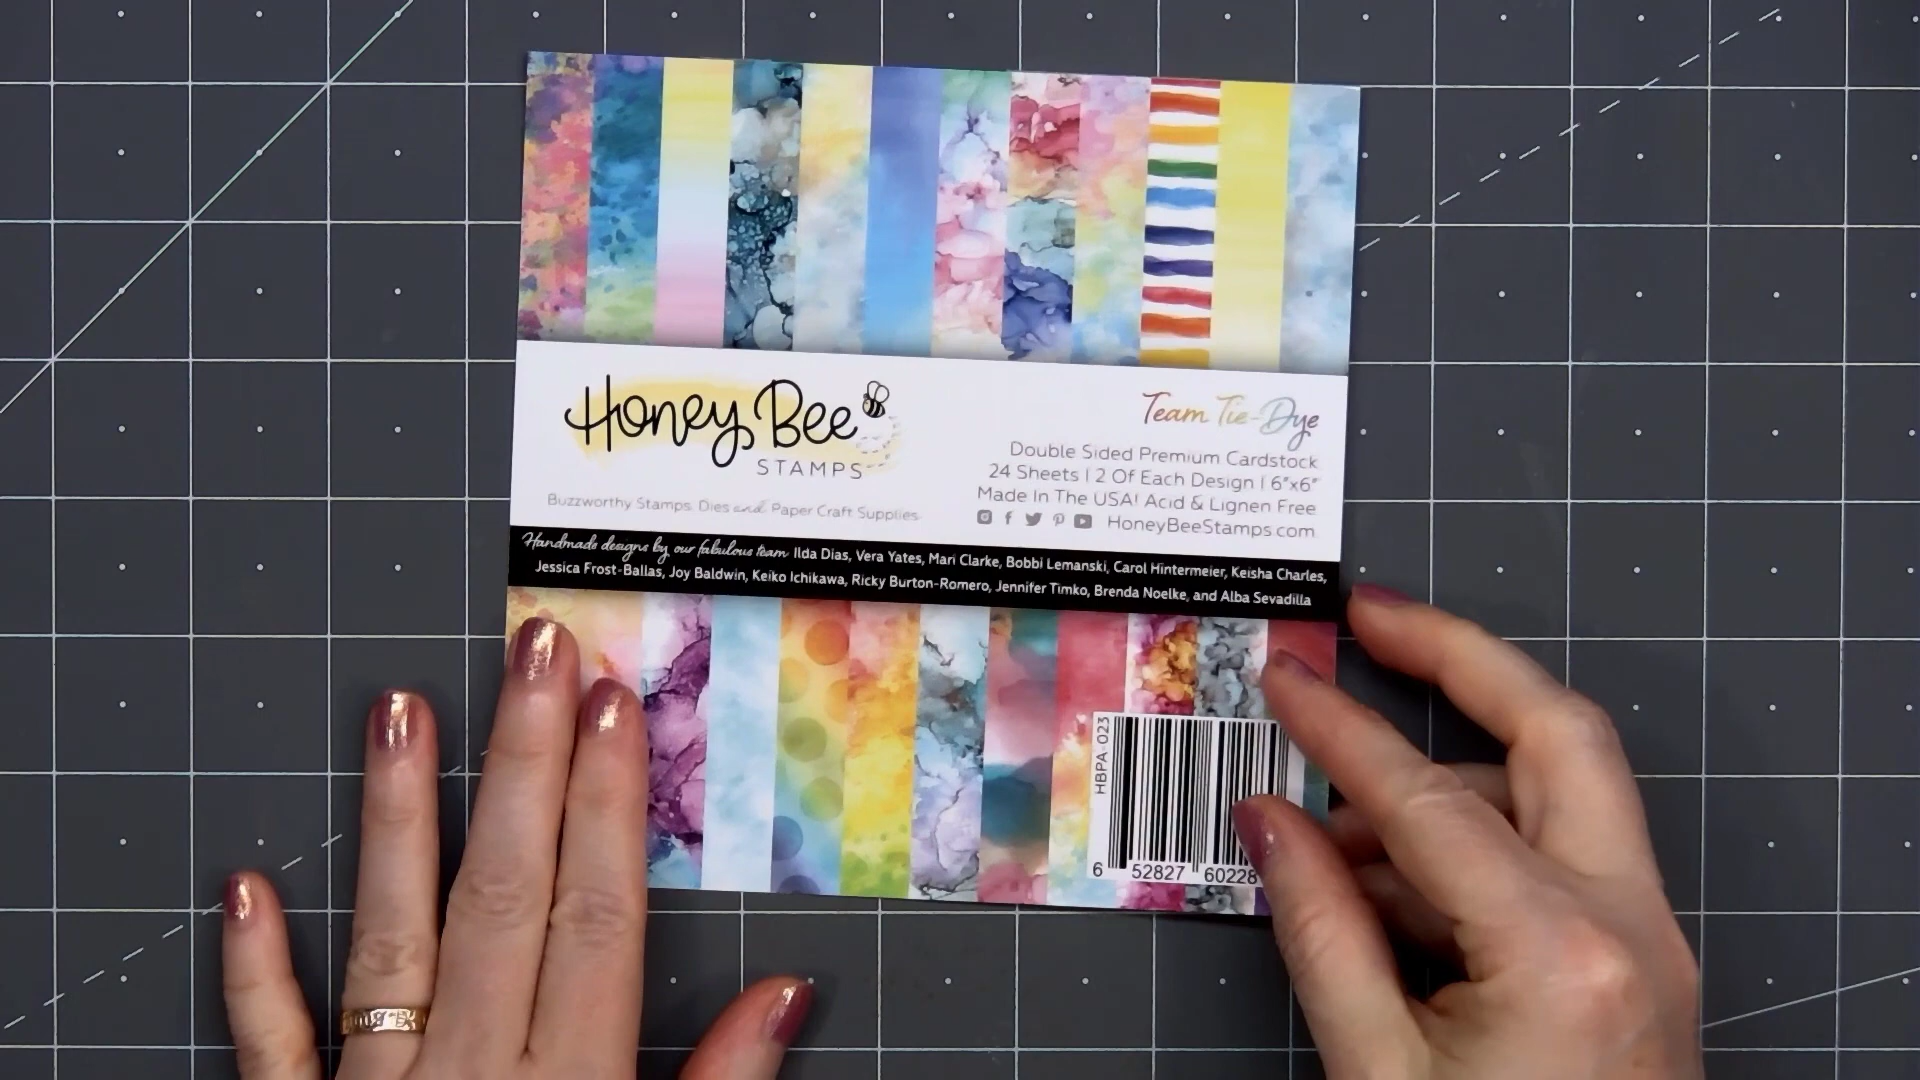 Honey Bee
STAMPS
Buzzworthy Stamps, Dies and Paper Craft Supplies
Team Tie-Dye
Double Sided Premium Cardstock
24 Sheets | 2 Of Each Design | 6"x6"
Made In The USA! Acid & Lignen Free
HoneyBeeStamps.com
Handmade designs by our fabulous team Ilda Dias, Vera Yates, Mari Clarke, Bobbi Lemanski, Carol Hintermeier, Keisha Charles,
Jessica Frost-Ballas, Joy Baldwin, Keiko Ichikawa, Ricky Burton-Romero, Jennifer Timko, Brenda Noelke, and Alba Sevadilla
HBPA-023
6 52827 60228